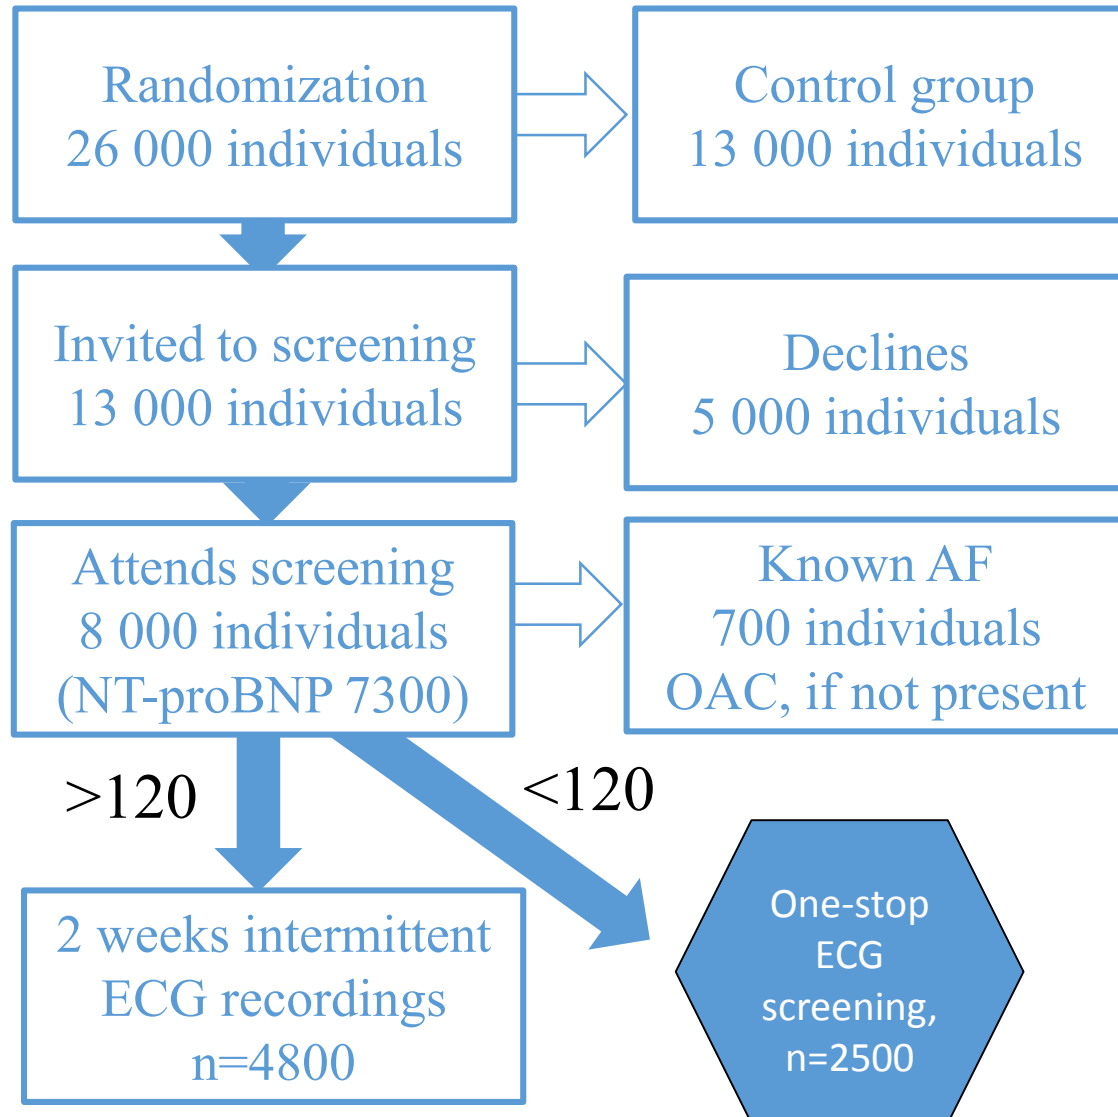 Randomization
26 000 individuals
Control group
13 000 individuals
Invited to screening
13 000 individuals
Declines
5 000 individuals
Attends screening
8 000 individuals
(NT-proBNP 7300)
Known AF
700 individuals
OAC, if not present
>120
<120
2 weeks intermittent
ECG recordings
n=4800
One-stop
ECG
screening,
n=2500